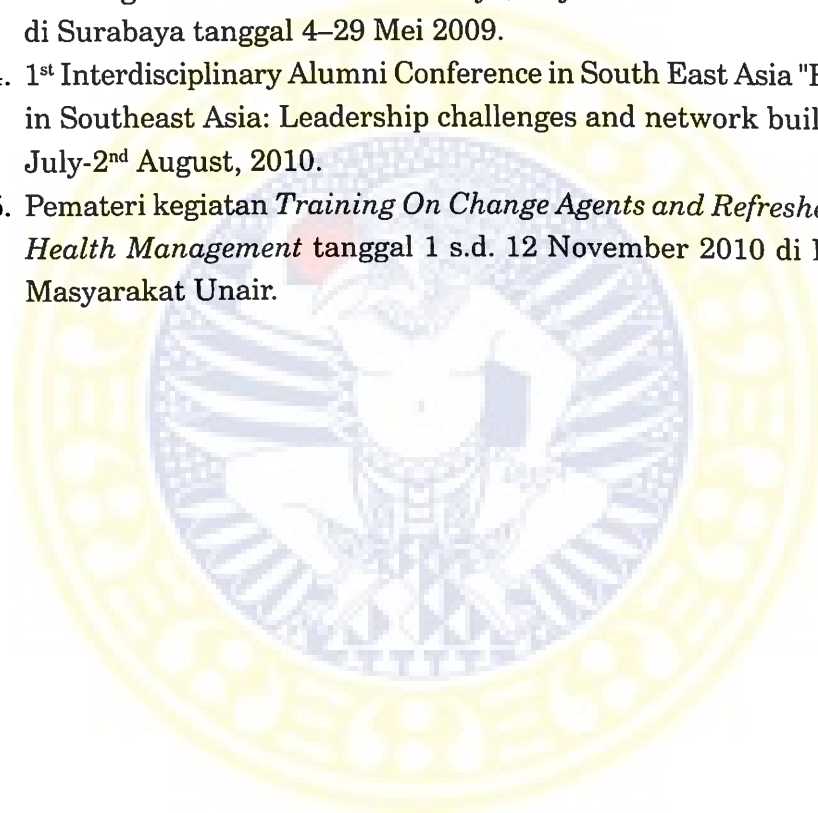 di Surabaya tanggal 4–29 Mei 2009.
1st Interdisciplinary Alumni Conference in South East Asia "
in Southeast Asia: Leadership challenges and network buil
July-2nd August, 2010.
Pemateri kegiatan Training On Change Agents and Refreshe
Health Management tanggal 1 s.d. 12 November 2010 di
Masyarakat Unair.